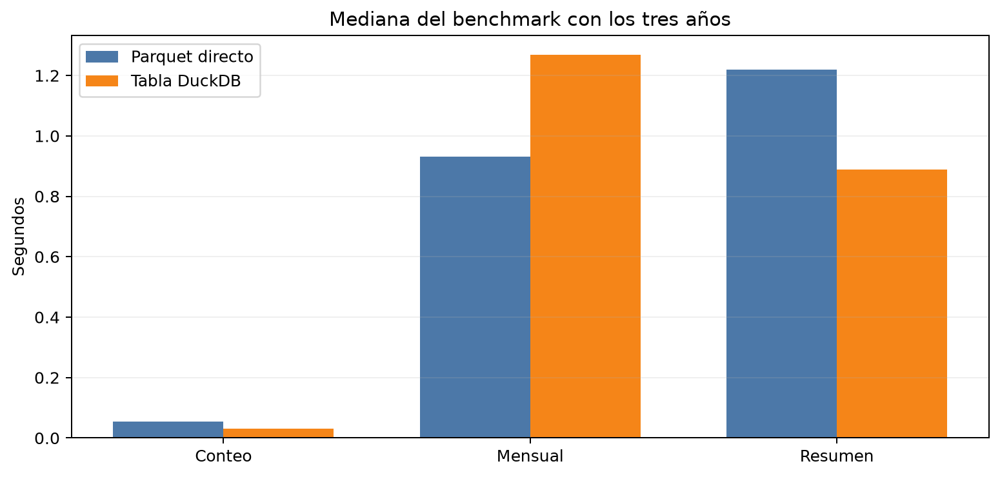 Mediana del benchmark con los tres años
Parquet directo
Tabla DuckDB
Segundos
1.2
1.0
0.8
0.6
0.4
0.2
0.0
Conteo
Mensual
Resumen